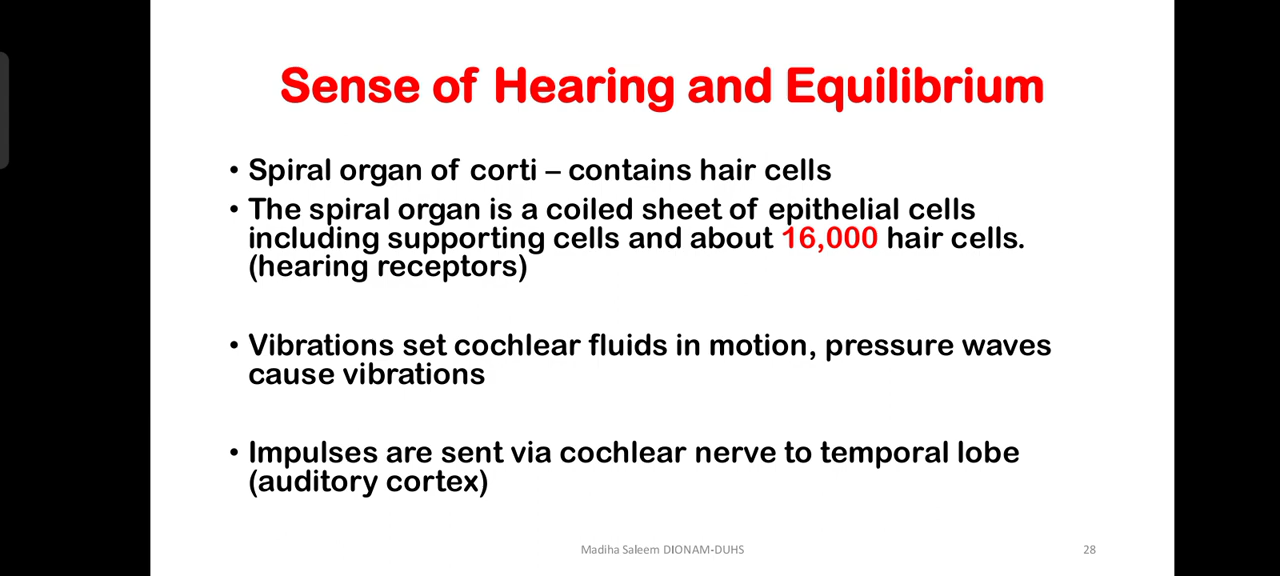 Sense of Hearing and Equilibrium
• Spiral organ of corti – contains hair cells
• The spiral organ is a coiled sheet of epithelial cells
including supporting cells and about 16,000 hair cells.
(hearing receptors)
• Vibrations set cochlear fluids in motion, pressure waves
cause vibrations
• Impulses are sent via cochlear nerve to temporal lobe
(auditory cortex)
Madiha Saleem DIONAM-DUHS
28